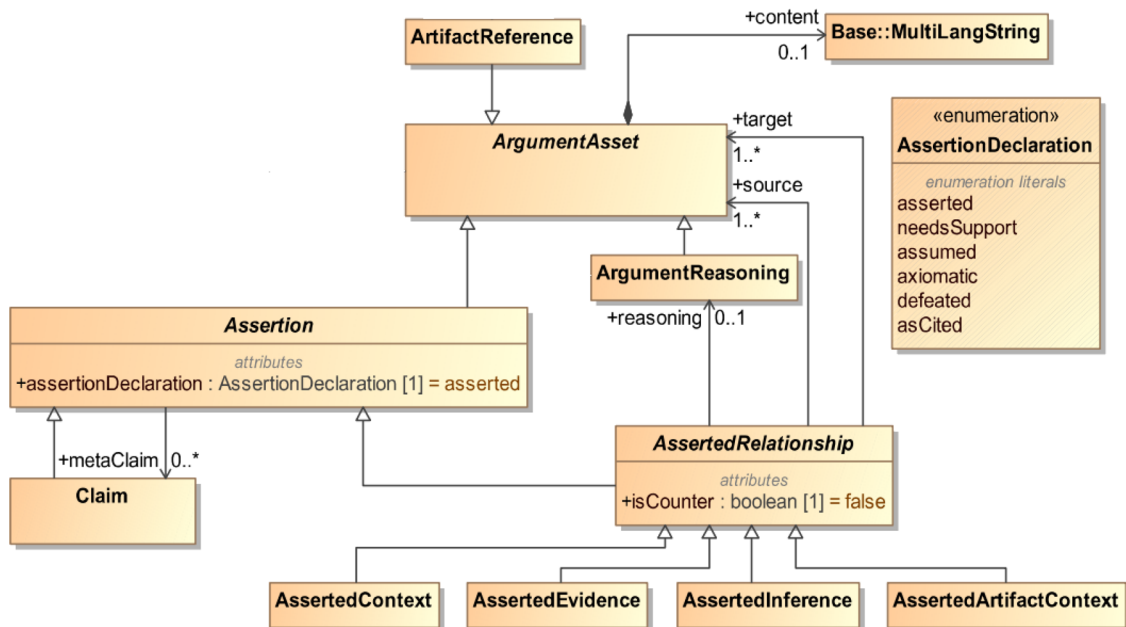 +content
0..1
Base::MultiLangString
ArtifactReference
«enumeration»
AssertionDeclaration
enumeration literals
asserted
needsSupport
assumed
axiomatic
defeated
asCited
ArgumentAsset
+target
1..*
+source
1..*
ArgumentReasoning
+reasoning
0..1
Assertion
attributes
+assertionDeclaration : AssertionDeclaration [1] = asserted
+metaClaim
0..*
Claim
AssertedRelationship
attributes
+isCounter : boolean [1] = false
AssertedContext
AssertedEvidence
AssertedInference
AssertedArtifactContext